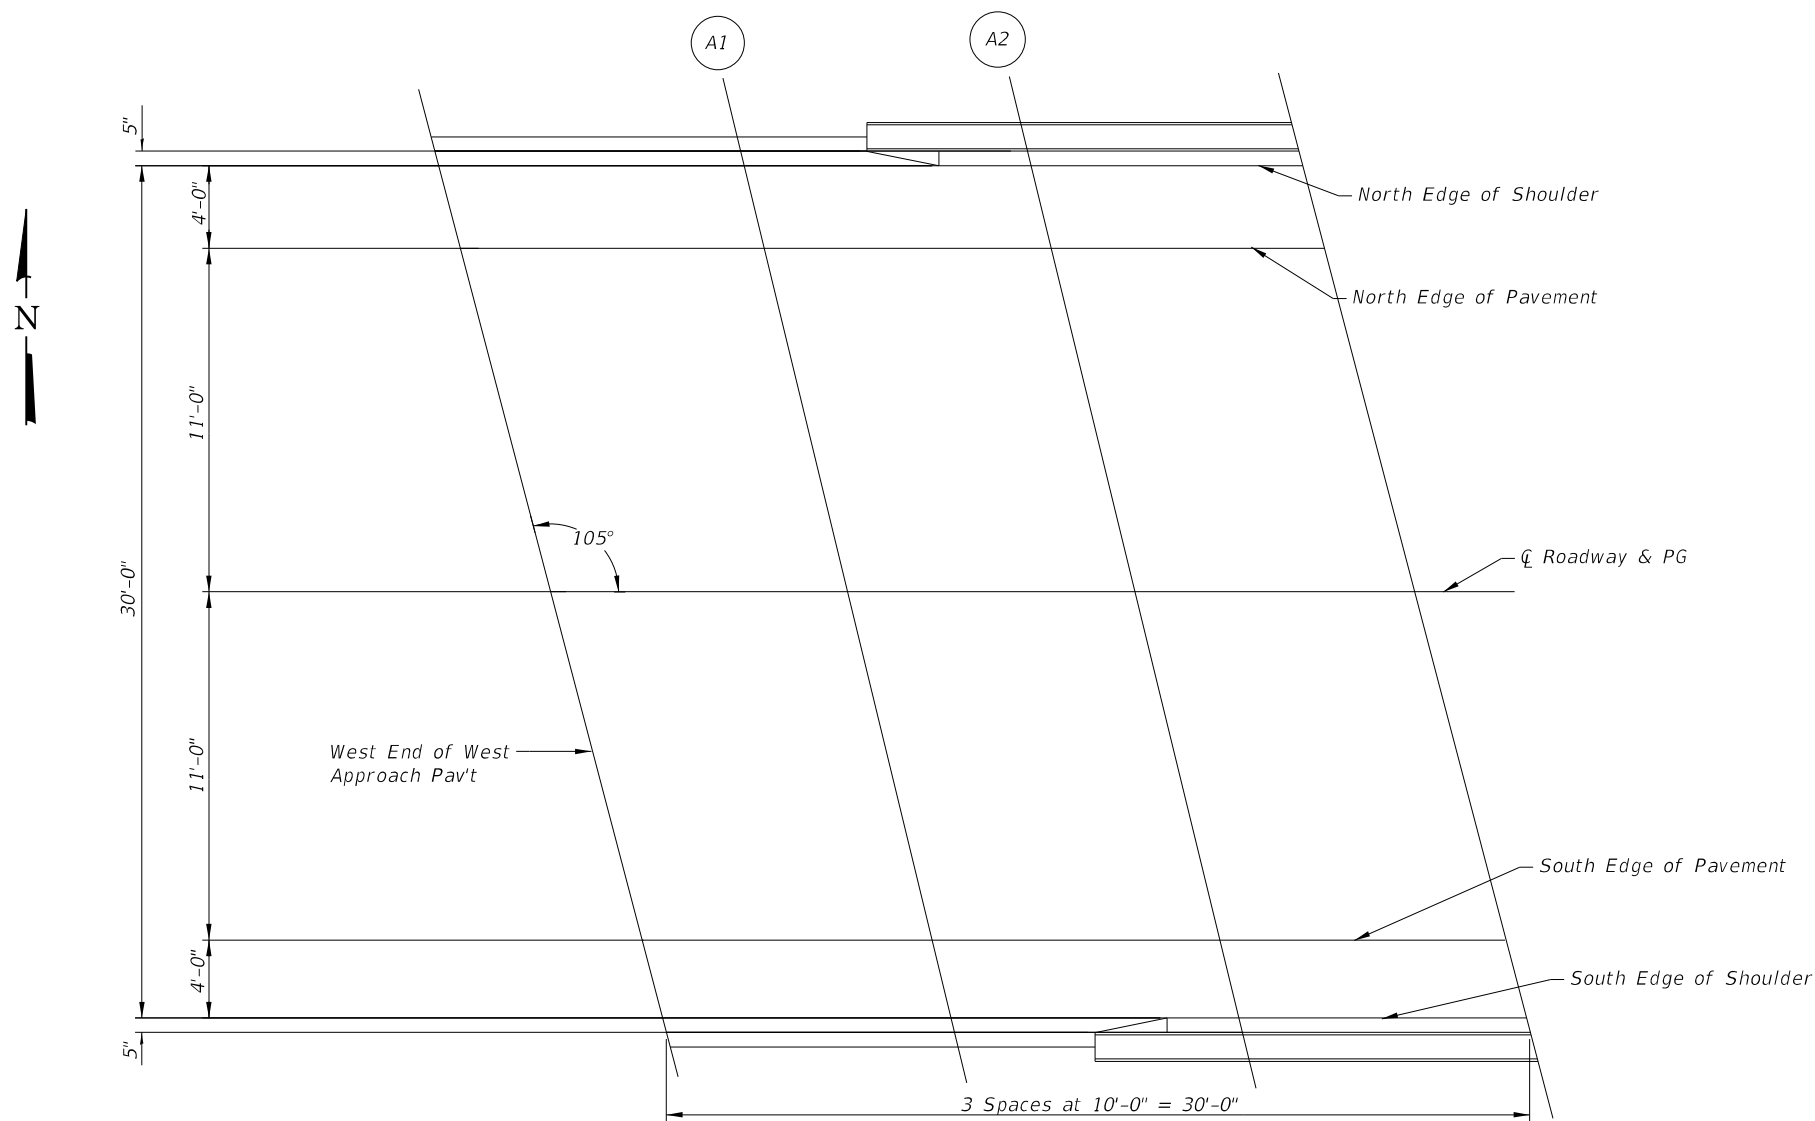 A1
A2
5"
4'-0"
North Edge of Shoulder
North Edge of Pavement
N
11'-0"
105°
30'-0"
℄ Roadway & PG
West End of West
Approach Pav't
11'-0"
South Edge of Pavement
4'-0"
South Edge of Shoulder
5"
3 Spaces at 10'-0" = 30'-0"